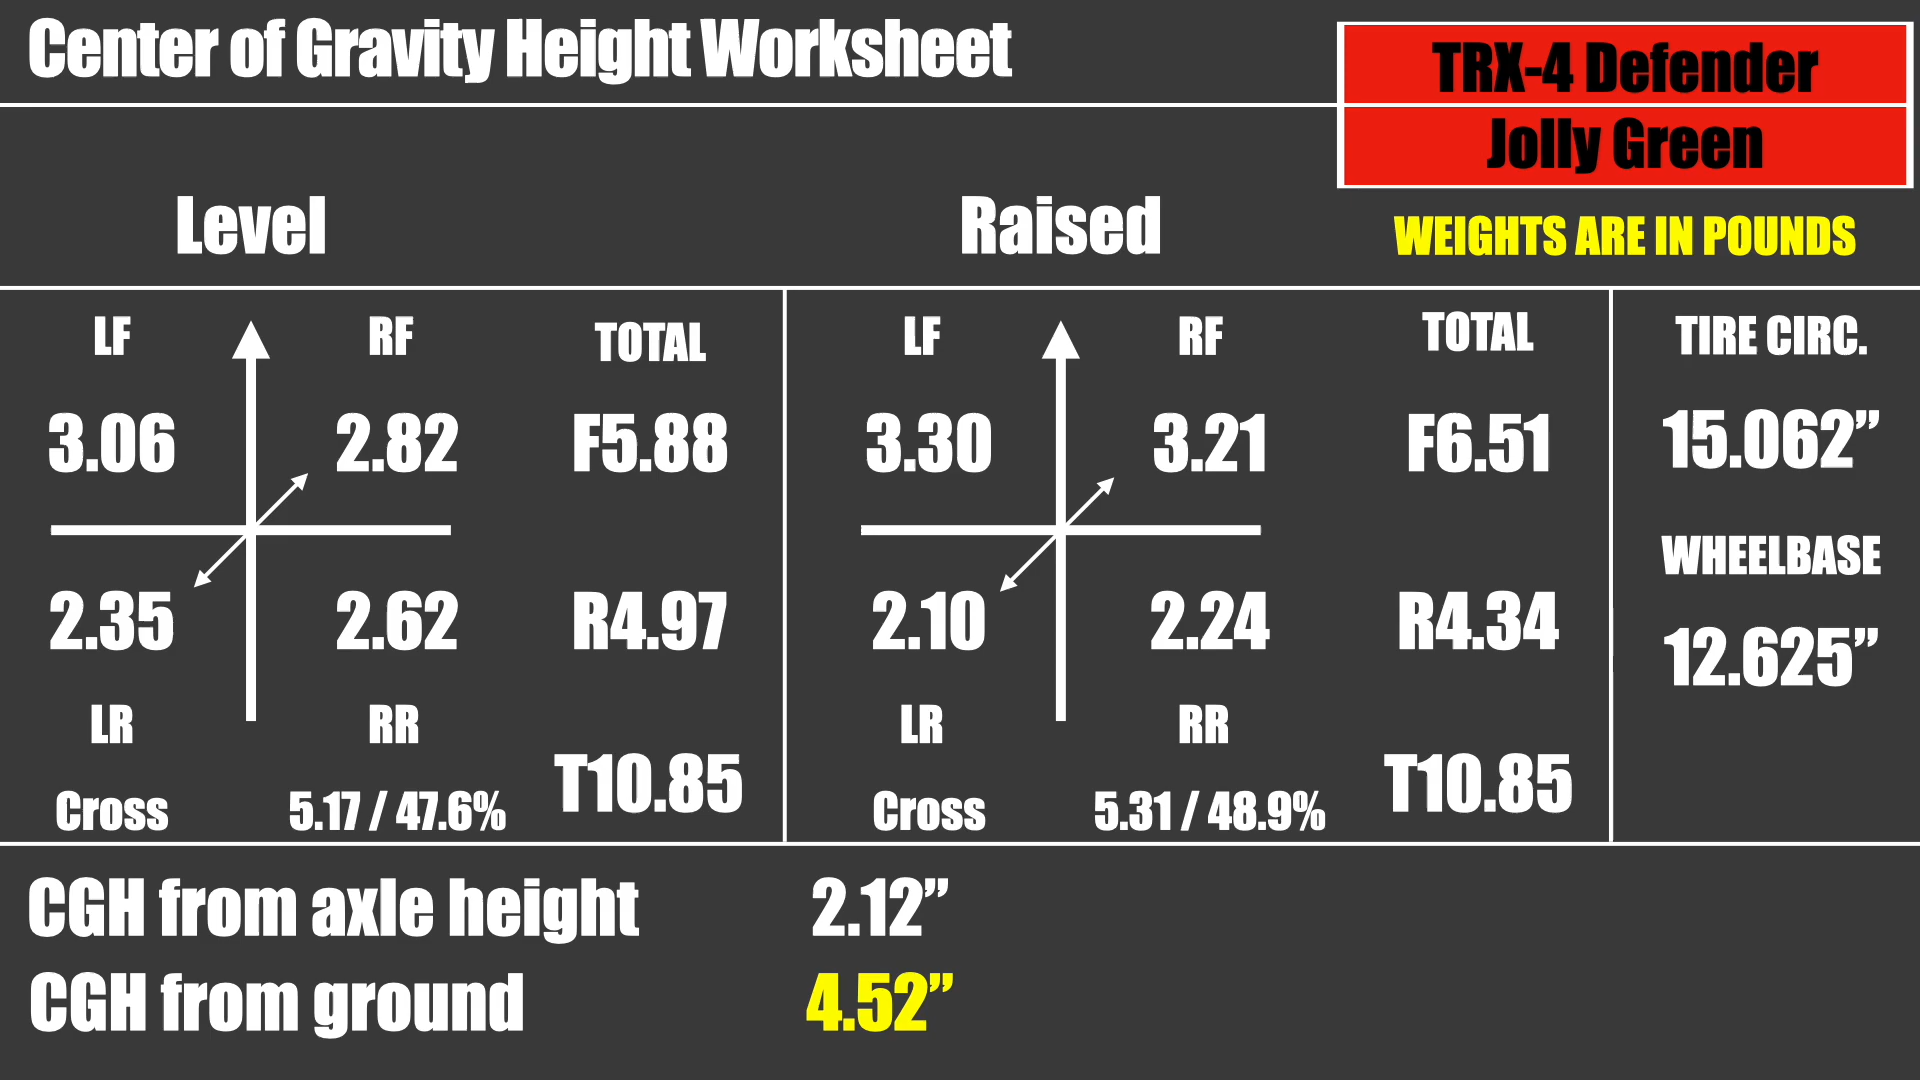 Center of Gravity Height Worksheet
TRX-4 Defender
Jolly Green
Level
Raised
WEIGHTS ARE IN POUNDS
LF RF TOTAL
3.06 2.82 F5.88
2.35 2.62 R4.97
LR RR
T10.85
Cross 5.17 / 47.6%
LF RF TOTAL
3.30 3.21 F6.51
2.10 2.24 R4.34
LR RR
T10.85
Cross 5.31 / 48.9%
TIRE CIRC.
15.062”
WHEELBASE
12.625”
CGH from axle height 2.12”
CGH from ground 4.52”